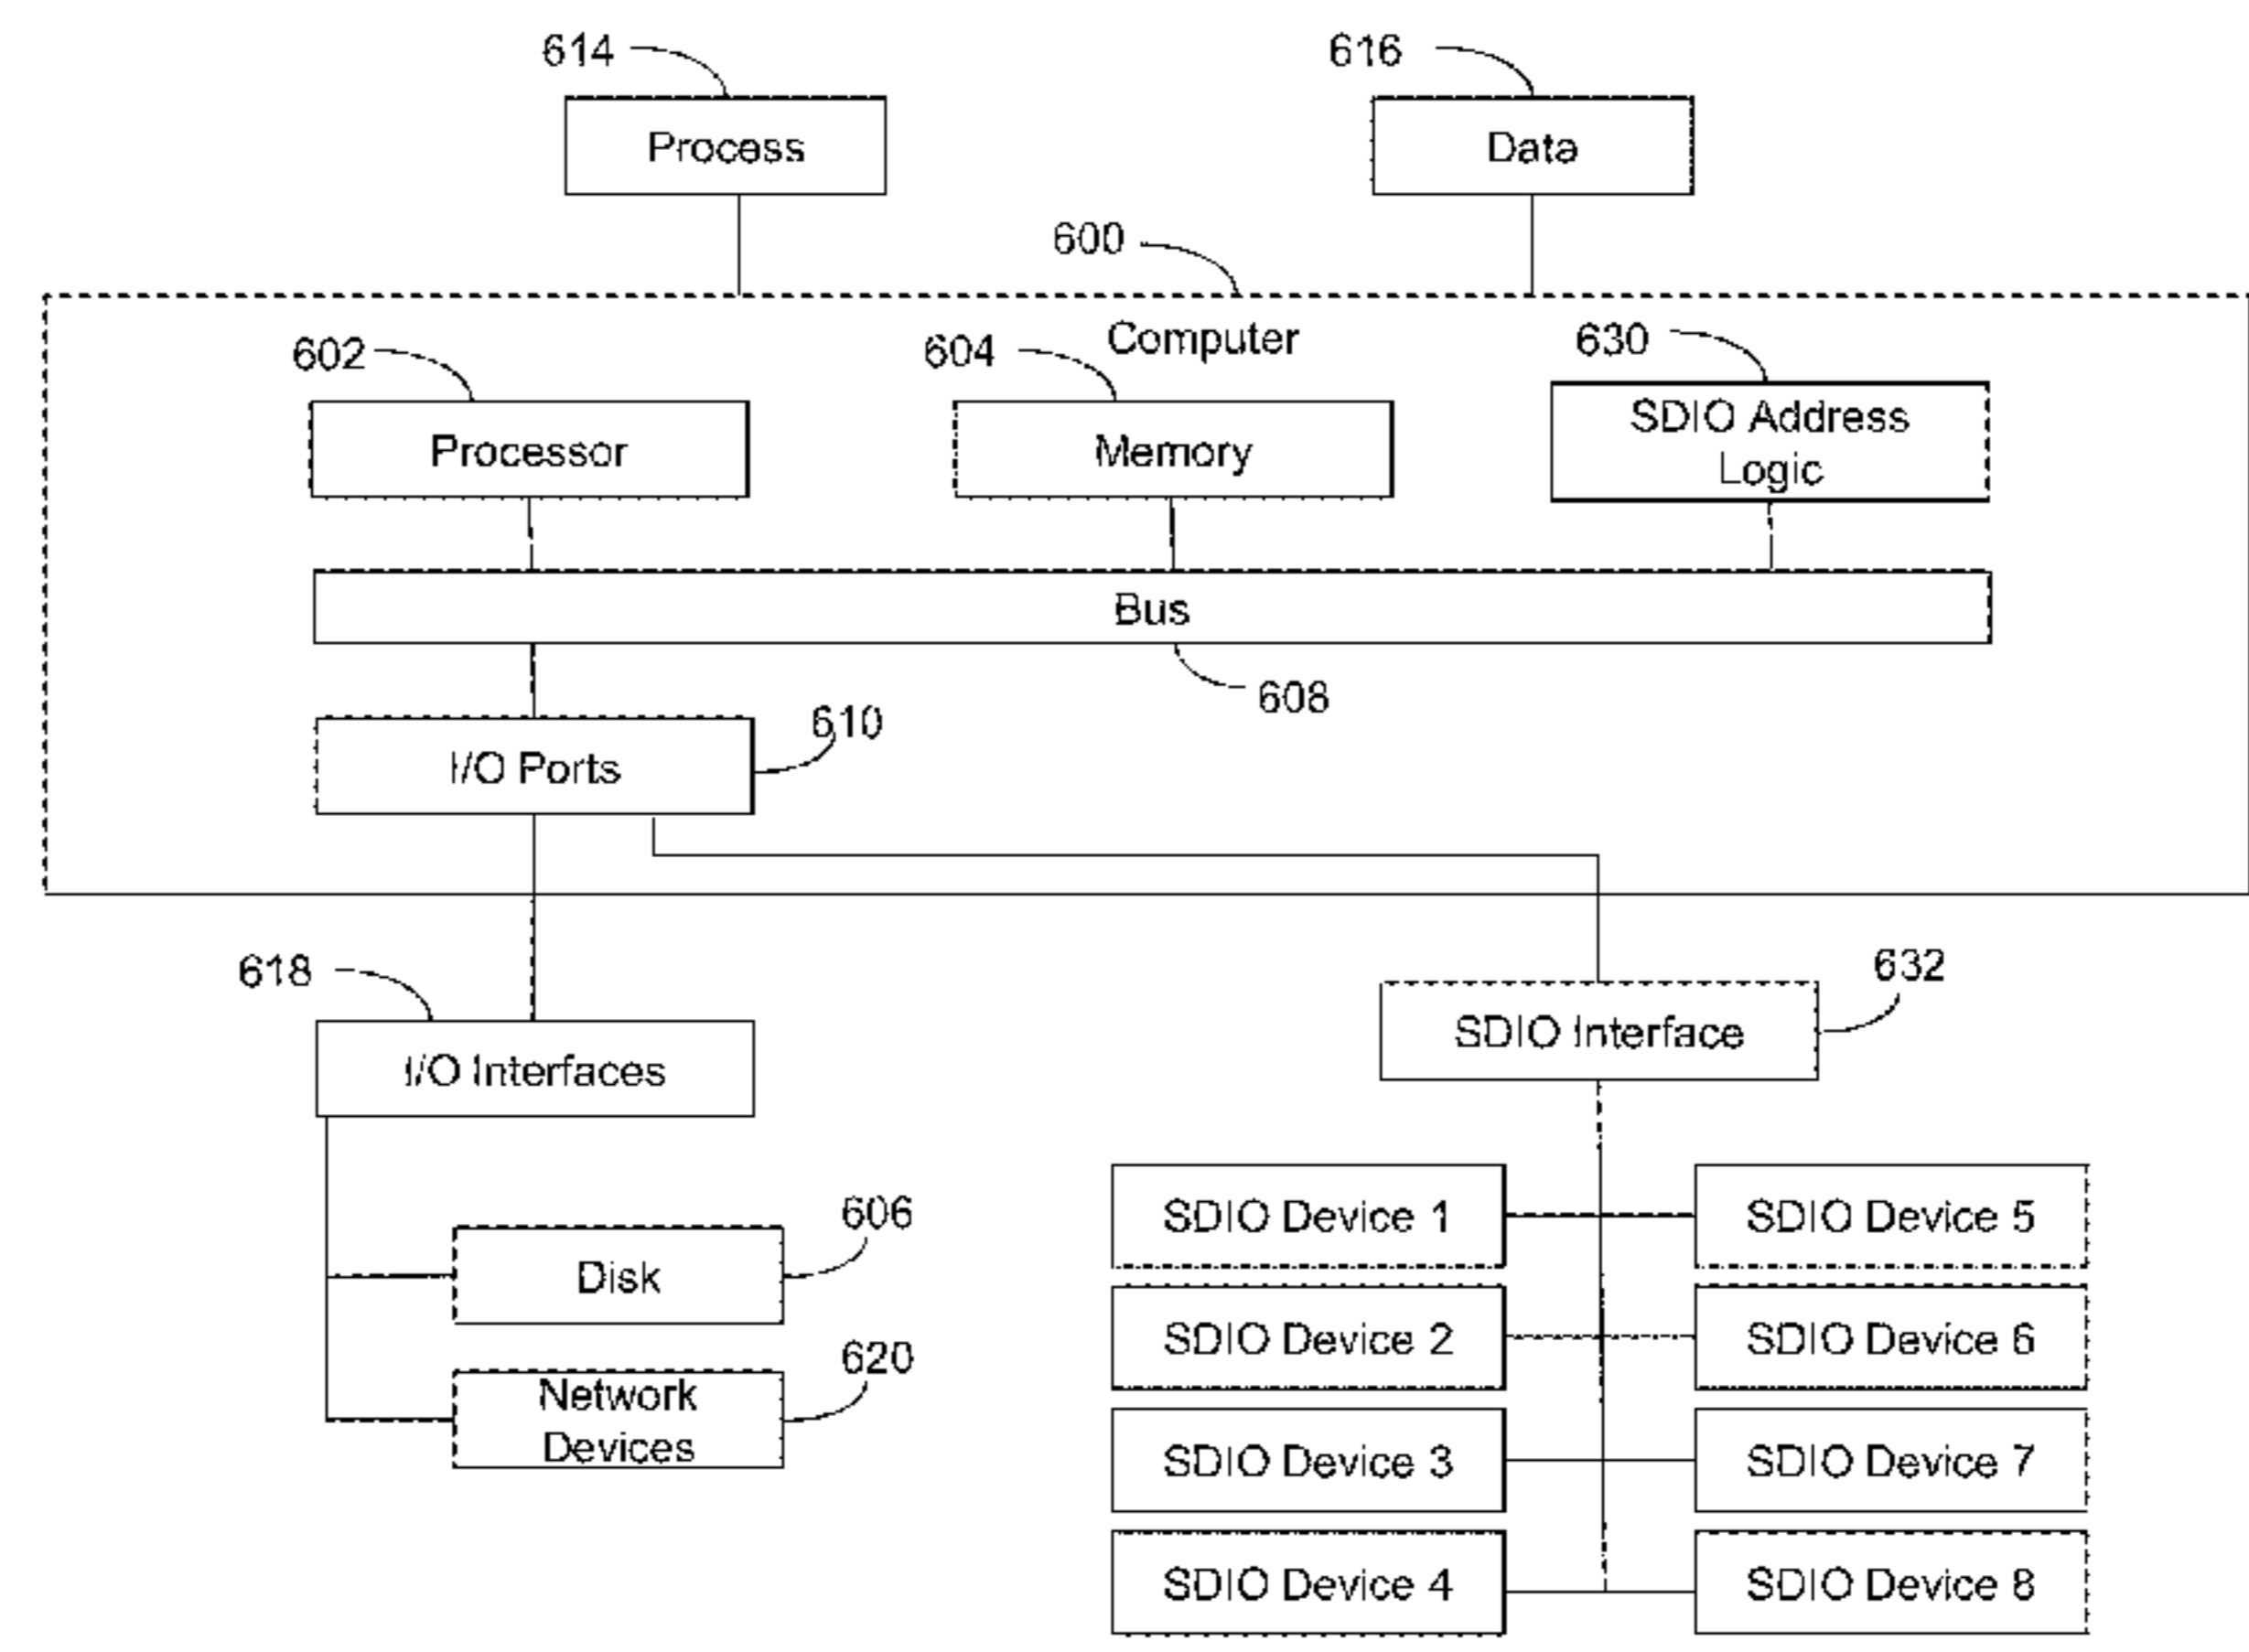 614
616
Process
Data
600
Computer
602
604
630
Processor
Memory
SDIO Address
Logic
Bus
608
610
I/O Ports
618
632
I/O Interfaces
SDIO Interface
606
Disk
620
Network
Devices
SDIO Device 1
SDIO Device 5
SDIO Device 2
SDIO Device 6
SDIO Device 3
SDIO Device 7
SDIO Device 4
SDIO Device 8